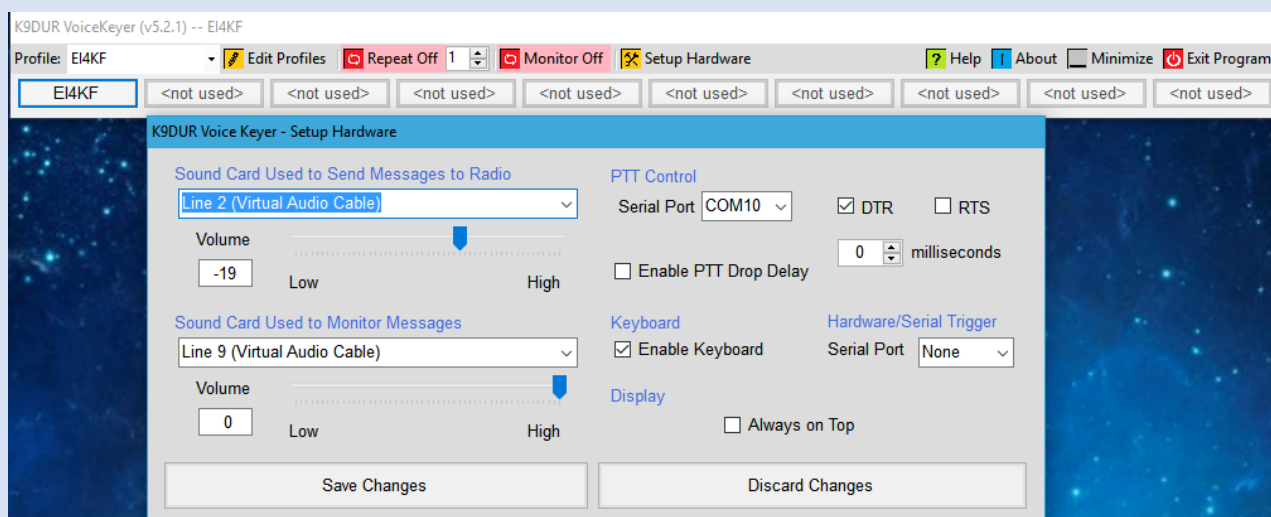 K9DUR VoiceKeyer (v5.2.1) -- EI4KF
Profile: EI4KF Edit Profiles Repeat Off 1 Monitor Off Setup Hardware ? Help I About Minimize Exit Program
EI4KF <not used> <not used> <not used> <not used> <not used> <not used> <not used> <not used> <not used>
K9DUR Voice Keyer - Setup Hardware
Sound Card Used to Send Messages to Radio
Line 2 (Virtual Audio Cable)
Volume
-19
Low High
Sound Card Used to Monitor Messages
Line 9 (Virtual Audio Cable)
Volume
0
Low High
PTT Control
Serial Port COM10 DTR RTS
0 milliseconds
Enable PTT Drop Delay
Keyboard
Enable Keyboard
Hardware/Serial Trigger
Serial Port None
Display
Always on Top
Save Changes Discard Changes